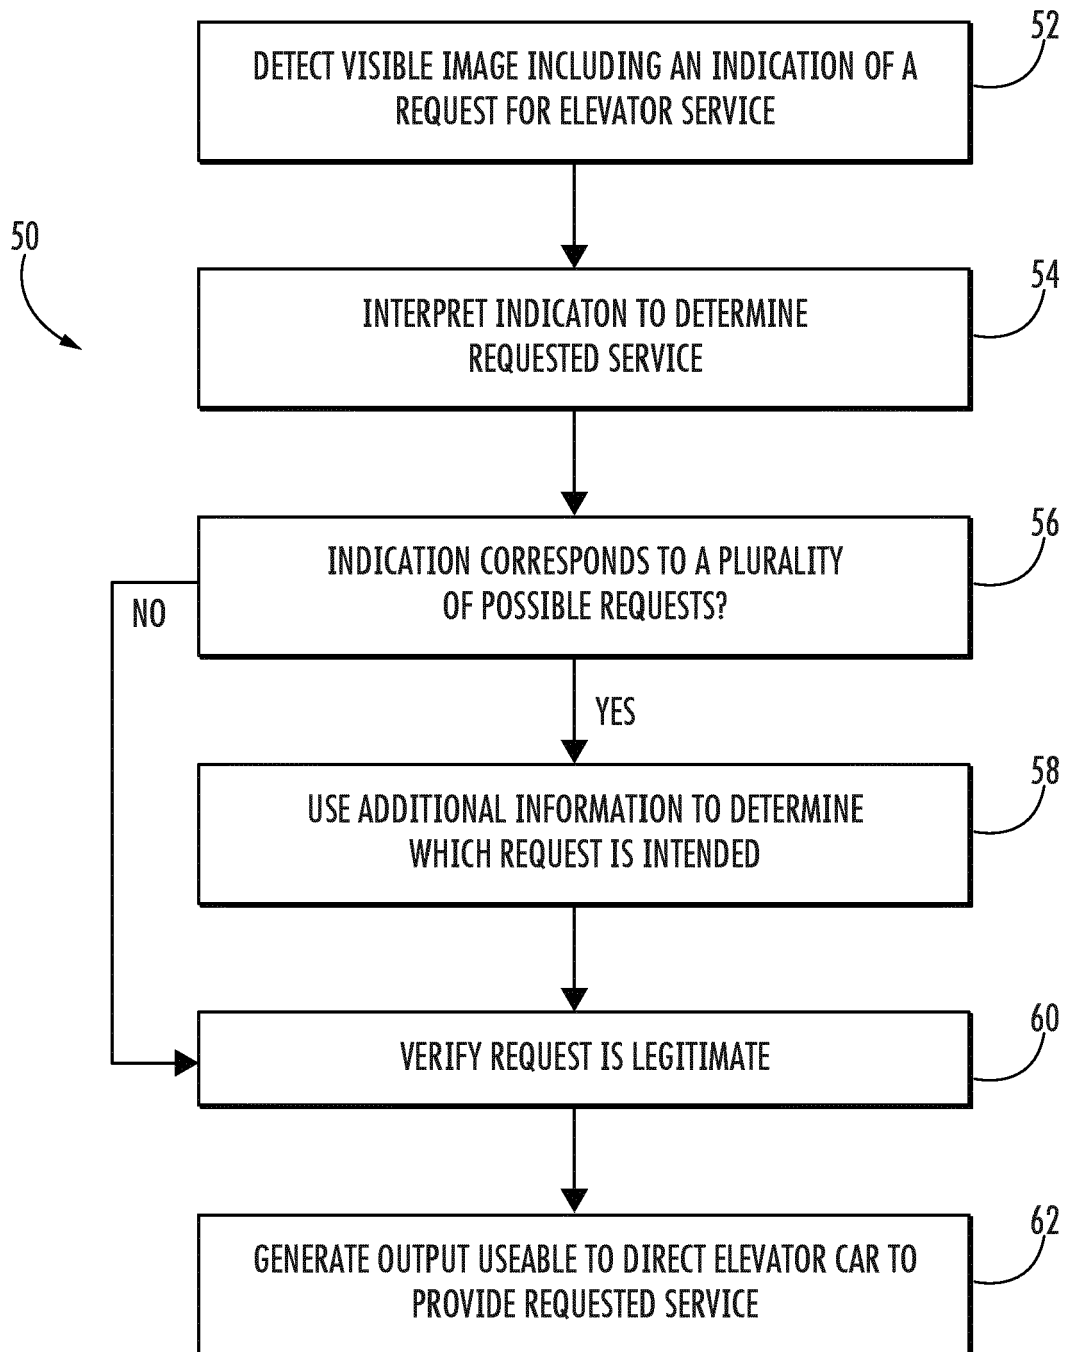 52
DETECT VISIBLE IMAGE INCLUDING AN INDICATION OF A
REQUEST FOR ELEVATOR SERVICE
50
54
INTERPRET INDICATON TO DETERMINE
REQUESTED SERVICE
56
INDICATION CORRESPONDS TO A PLURALITY
OF POSSIBLE REQUESTS?
NO
YES
58
USE ADDITIONAL INFORMATION TO DETERMINE
WHICH REQUEST IS INTENDED
60
VERIFY REQUEST IS LEGITIMATE
62
GENERATE OUTPUT USEABLE TO DIRECT ELEVATOR CAR TO
PROVIDE REQUESTED SERVICE